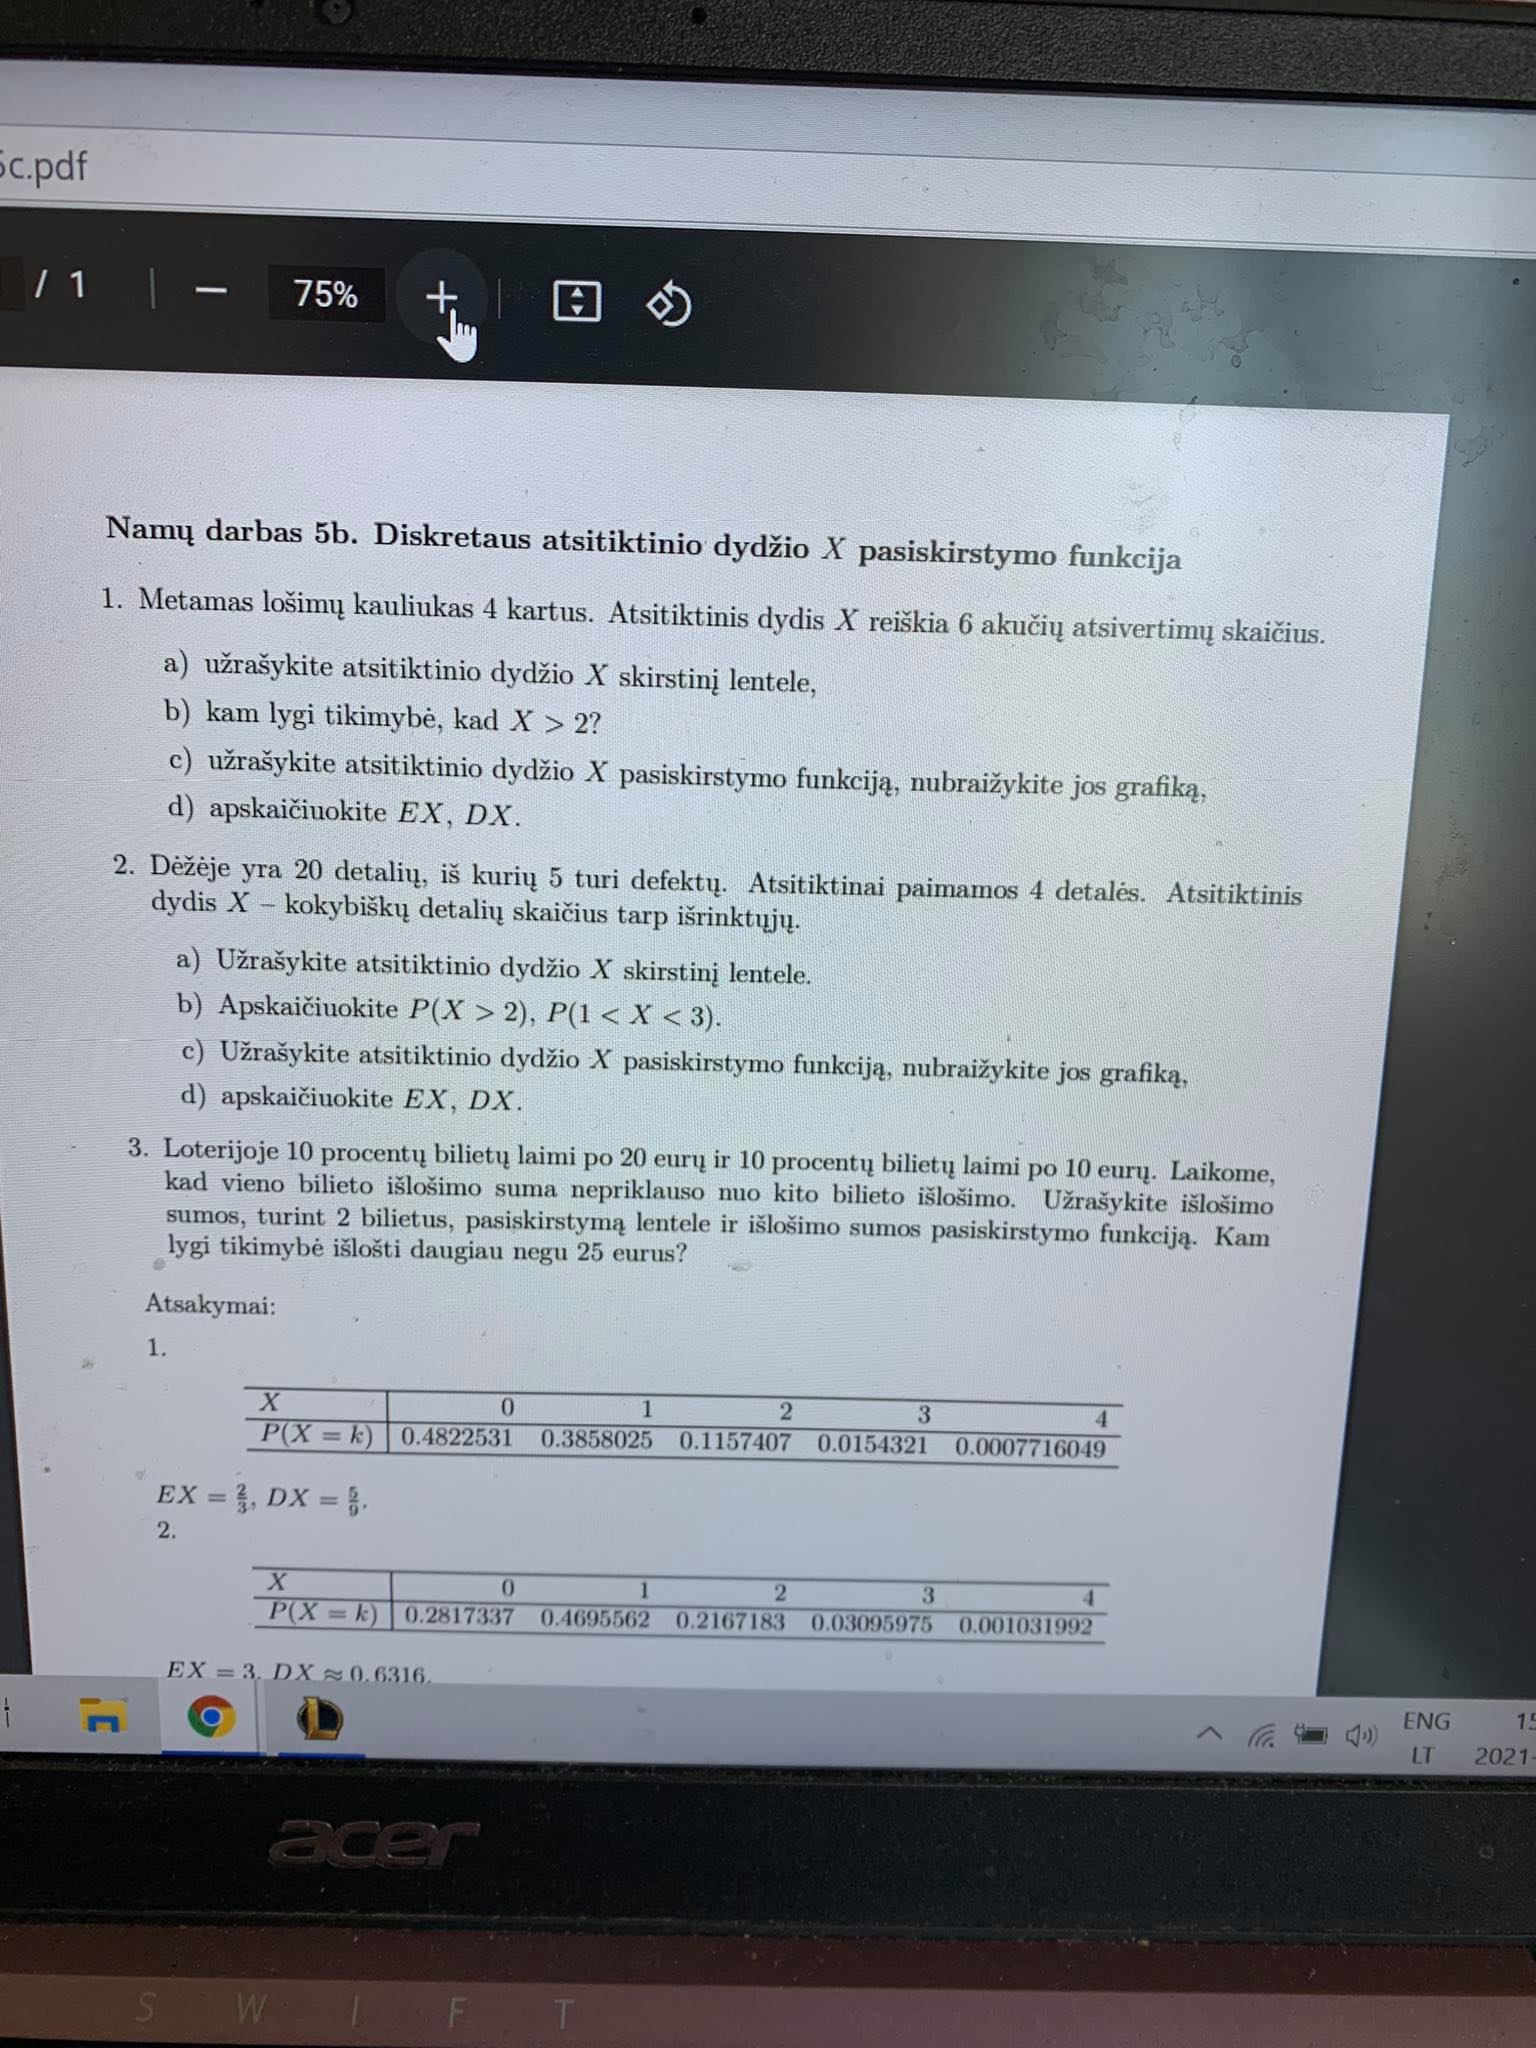 5c.pdf
/ 1 | − 75% + |
Namų darbas 5b. Diskretaus atsitiktinio dydžio X pasiskirstymo funkcija
1. Metamas lošimų kauliukas 4 kartus. Atsitiktinis dydis X reiškia 6 akučių atsivertimų skaičius.
a) užrašykite atsitiktinio dydžio X skirstinį lentele,
b) kam lygi tikimybė, kad X > 2?
c) užrašykite atsitiktinio dydžio X pasiskirstymo funkciją, nubraižykite jos grafiką,
d) apskaičiuokite EX, DX.
2. Dėžėje yra 20 detalių, iš kurių 5 turi defektų. Atsitiktinai paimamos 4 detalės. Atsitiktinis
dydis X – kokybiškų detalių skaičius tarp išrinktųjų.
a) Užrašykite atsitiktinio dydžio X skirstinį lentele.
b) Apskaičiuokite P(X > 2), P(1 < X < 3).
c) Užrašykite atsitiktinio dydžio X pasiskirstymo funkciją, nubraižykite jos grafiką,
d) apskaičiuokite EX, DX.
3. Loterijoje 10 procentų bilietų laimi po 20 eurų ir 10 procentų bilietų laimi po 10 eurų. Laikome,
kad vieno bilieto išlošimo suma nepriklauso nuo kito bilieto išlošimo. Užrašykite išlošimo
sumos, turint 2 bilietus, pasiskirstymą lentele ir išlošimo sumos pasiskirstymo funkciją. Kam
lygi tikimybė išlošti daugiau negu 25 eurus?
Atsakymai:
1.
X 0 1 2 3 4
P(X = k) 0.4822531 0.3858025 0.1157407 0.0154321 0.0007716049
EX = 2/3, DX = 5/9.
2.
X 0 1 2 3 4
P(X = k) 0.2817337 0.4695562 0.2167183 0.03095975 0.001031992
EX = 3, DX ≈ 0.6316.
ENG 15
LT 2021-
acer
SWIFT